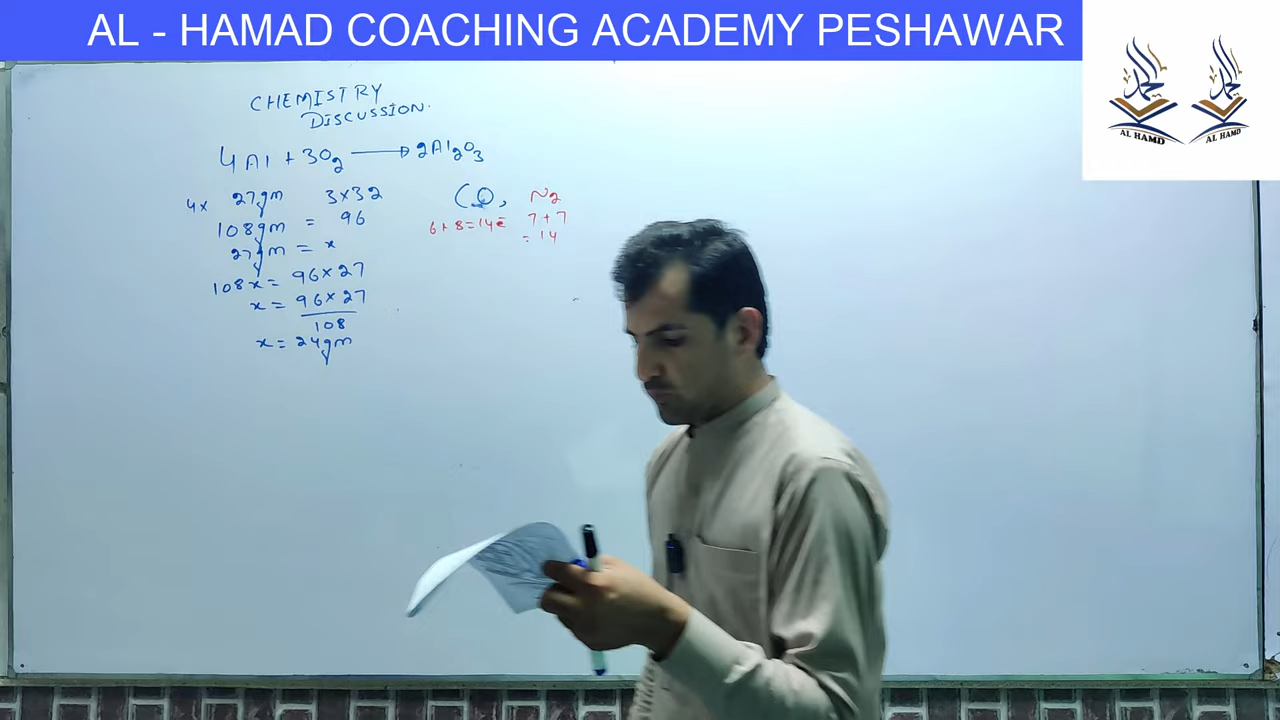 AL - HAMAD COACHING ACADEMY PESHAWAR
AL HAMD
AL HAMD
CHEMISTRY
DISCUSSION.
4Al + 3O2 → 2Al2O3
4x 27gm 3x32
108gm = 96
27gm = x
108x = 96x27
x = 96x27
108
x = 24gm
CO, N2
6+8=14e 7+7
= 14